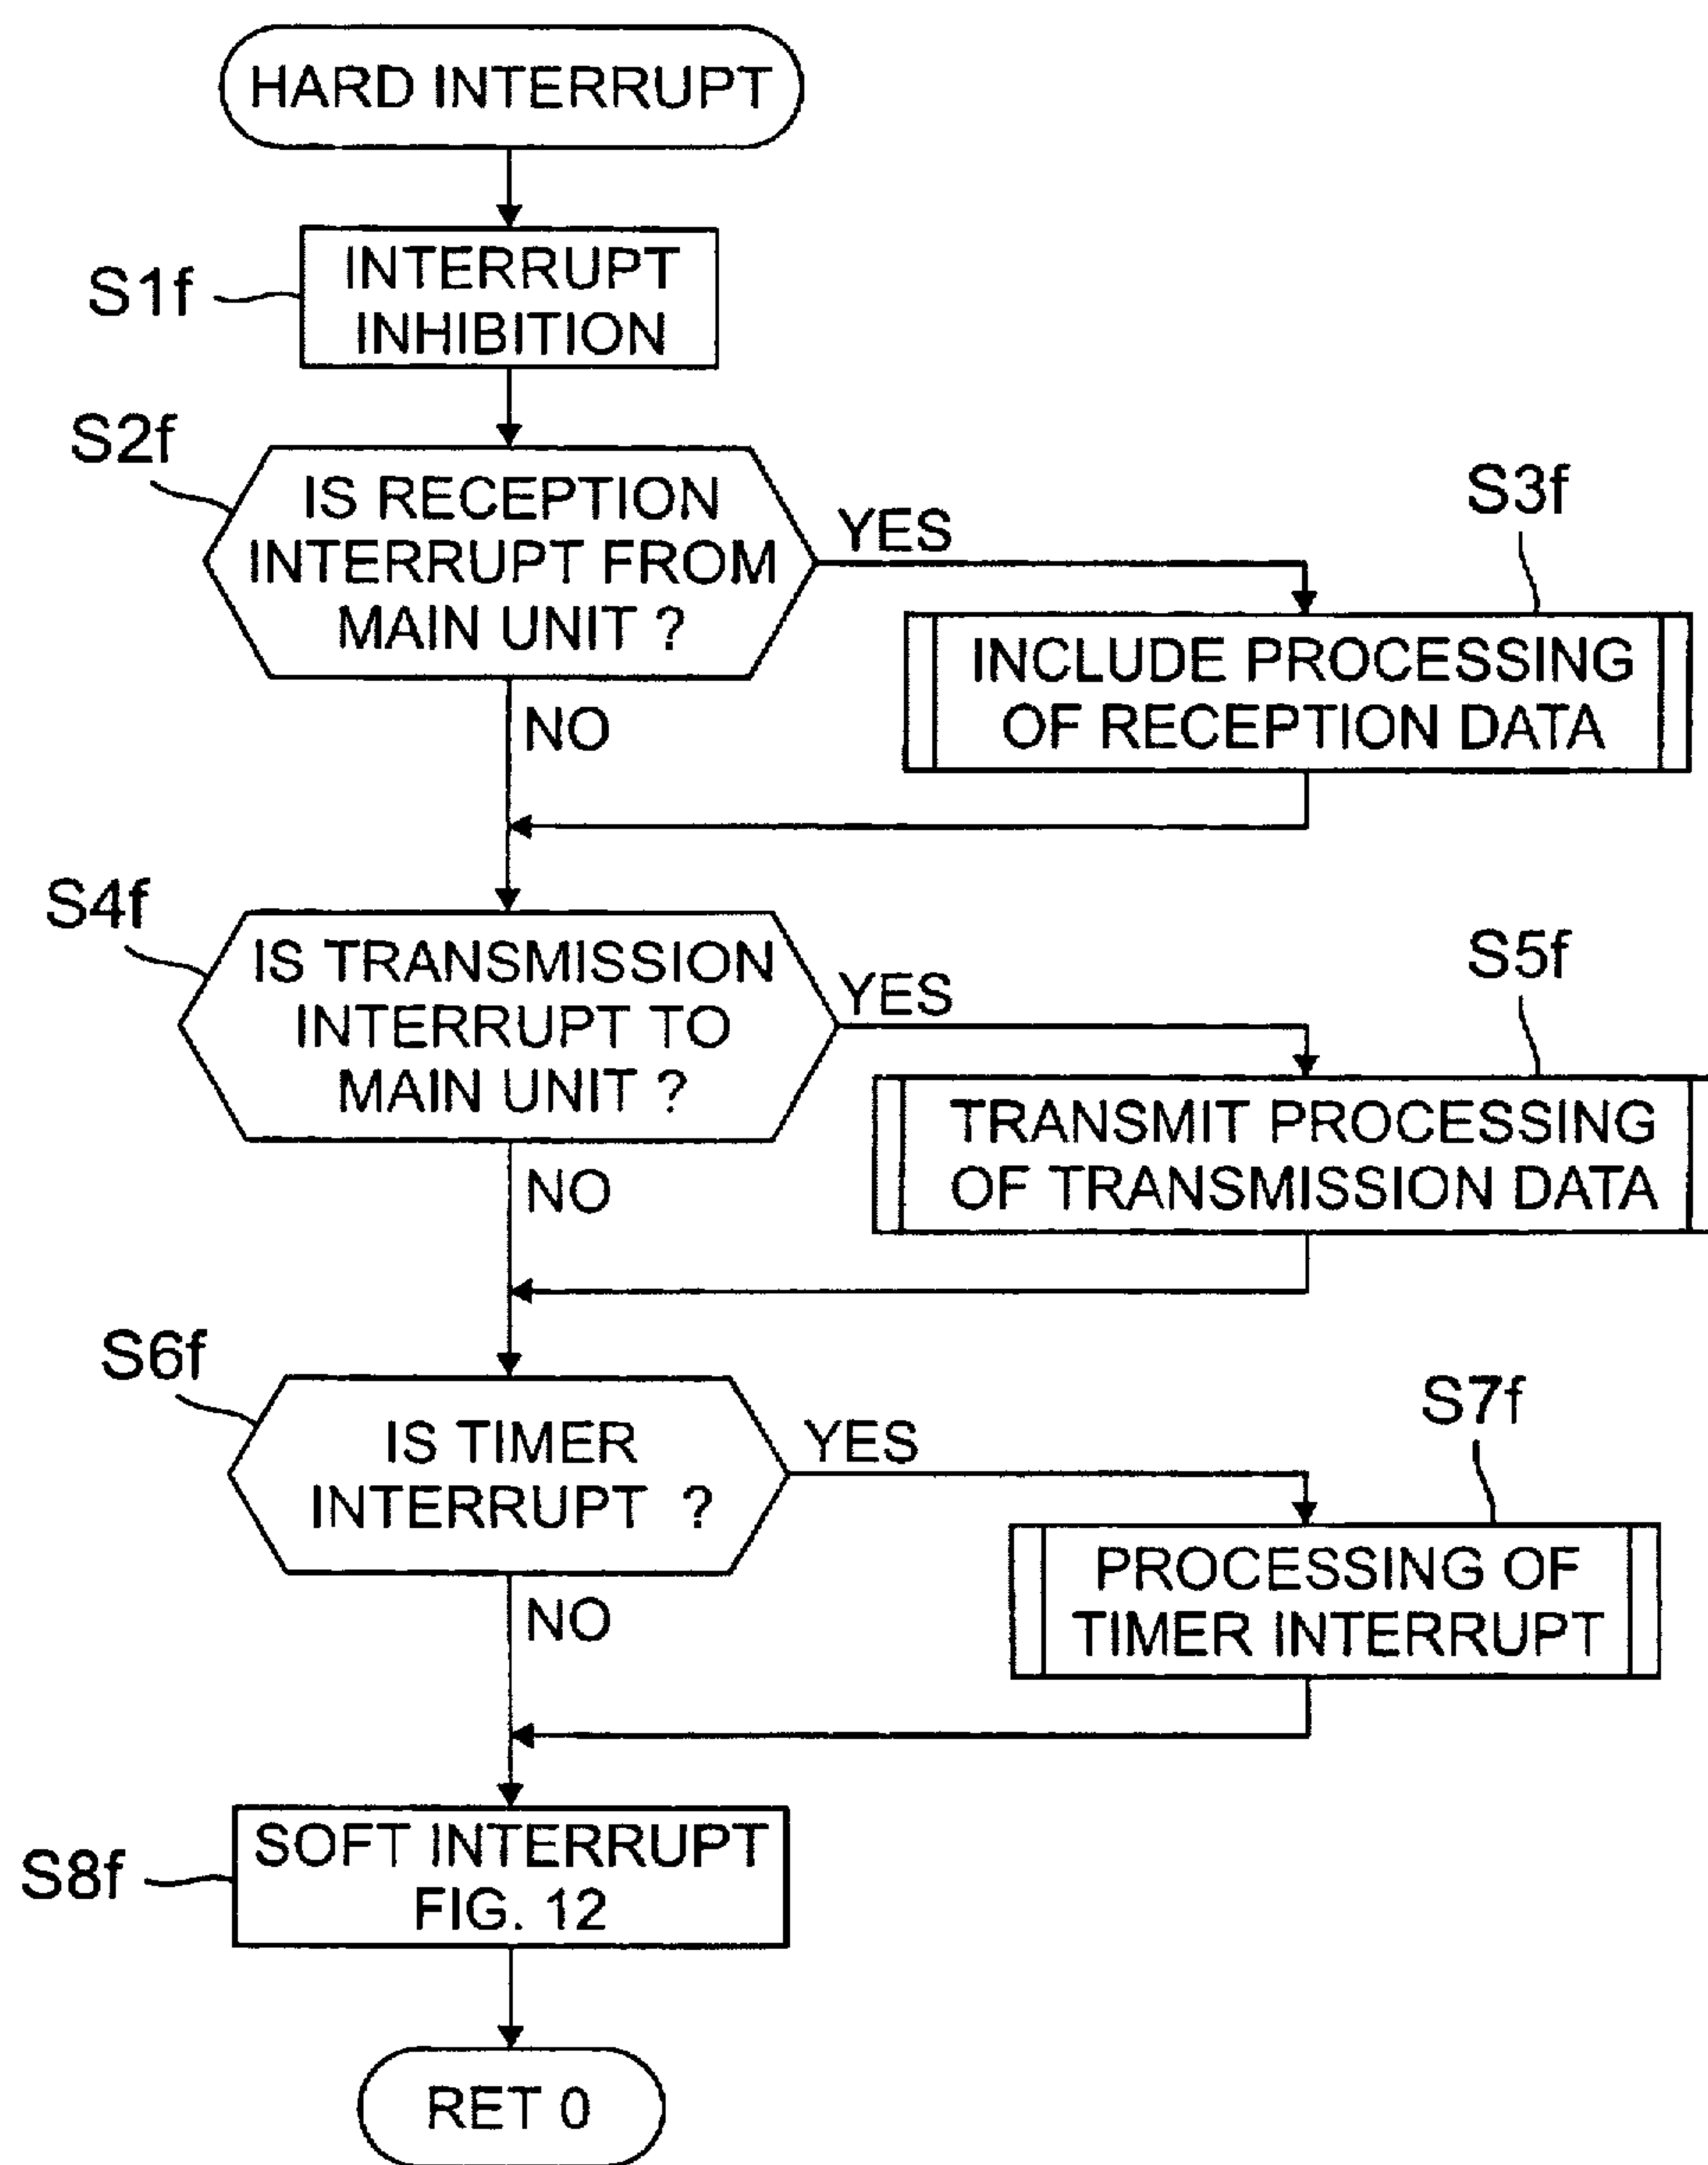 HARD INTERRUPT
S1f
INTERRUPT
INHIBITION
S2f
IS RECEPTION
INTERRUPT FROM
MAIN UNIT ?
YES
NO
S3f
INCLUDE PROCESSING
OF RECEPTION DATA
S4f
IS TRANSMISSION
INTERRUPT TO
MAIN UNIT ?
YES
NO
S5f
TRANSMIT PROCESSING
OF TRANSMISSION DATA
S6f
IS TIMER
INTERRUPT ?
YES
NO
S7f
PROCESSING OF
TIMER INTERRUPT
S8f
SOFT INTERRUPT
FIG. 12
RET 0